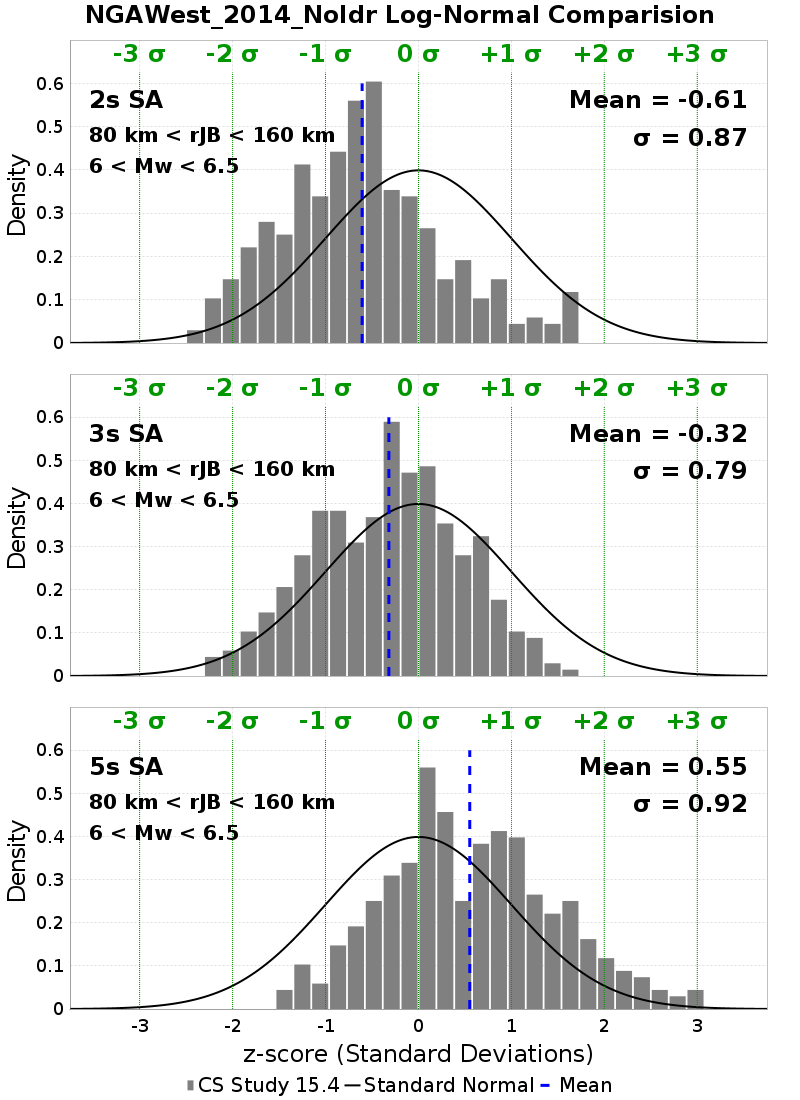 NGAWest_2014_NoIdr Log-Normal Comparision
-3 σ -2 σ -1 σ 0 σ +1 σ +2 σ +3 σ
2s SA Mean = -0.61
80 km < rJB < 160 km σ = 0.87
6 < Mw < 6.5
0.6
0.5
0.4
0.3
0.2
0.1
0
Density
-3 σ -2 σ -1 σ 0 σ +1 σ +2 σ +3 σ
3s SA Mean = -0.32
80 km < rJB < 160 km σ = 0.79
6 < Mw < 6.5
0.6
0.5
0.4
0.3
0.2
0.1
0
Density
-3 σ -2 σ -1 σ 0 σ +1 σ +2 σ +3 σ
5s SA Mean = 0.55
80 km < rJB < 160 km σ = 0.92
6 < Mw < 6.5
0.6
0.5
0.4
0.3
0.2
0.1
0
Density
-3 -2 -1 0 1 2 3
z-score (Standard Deviations)
CS Study 15.4 Standard Normal Mean